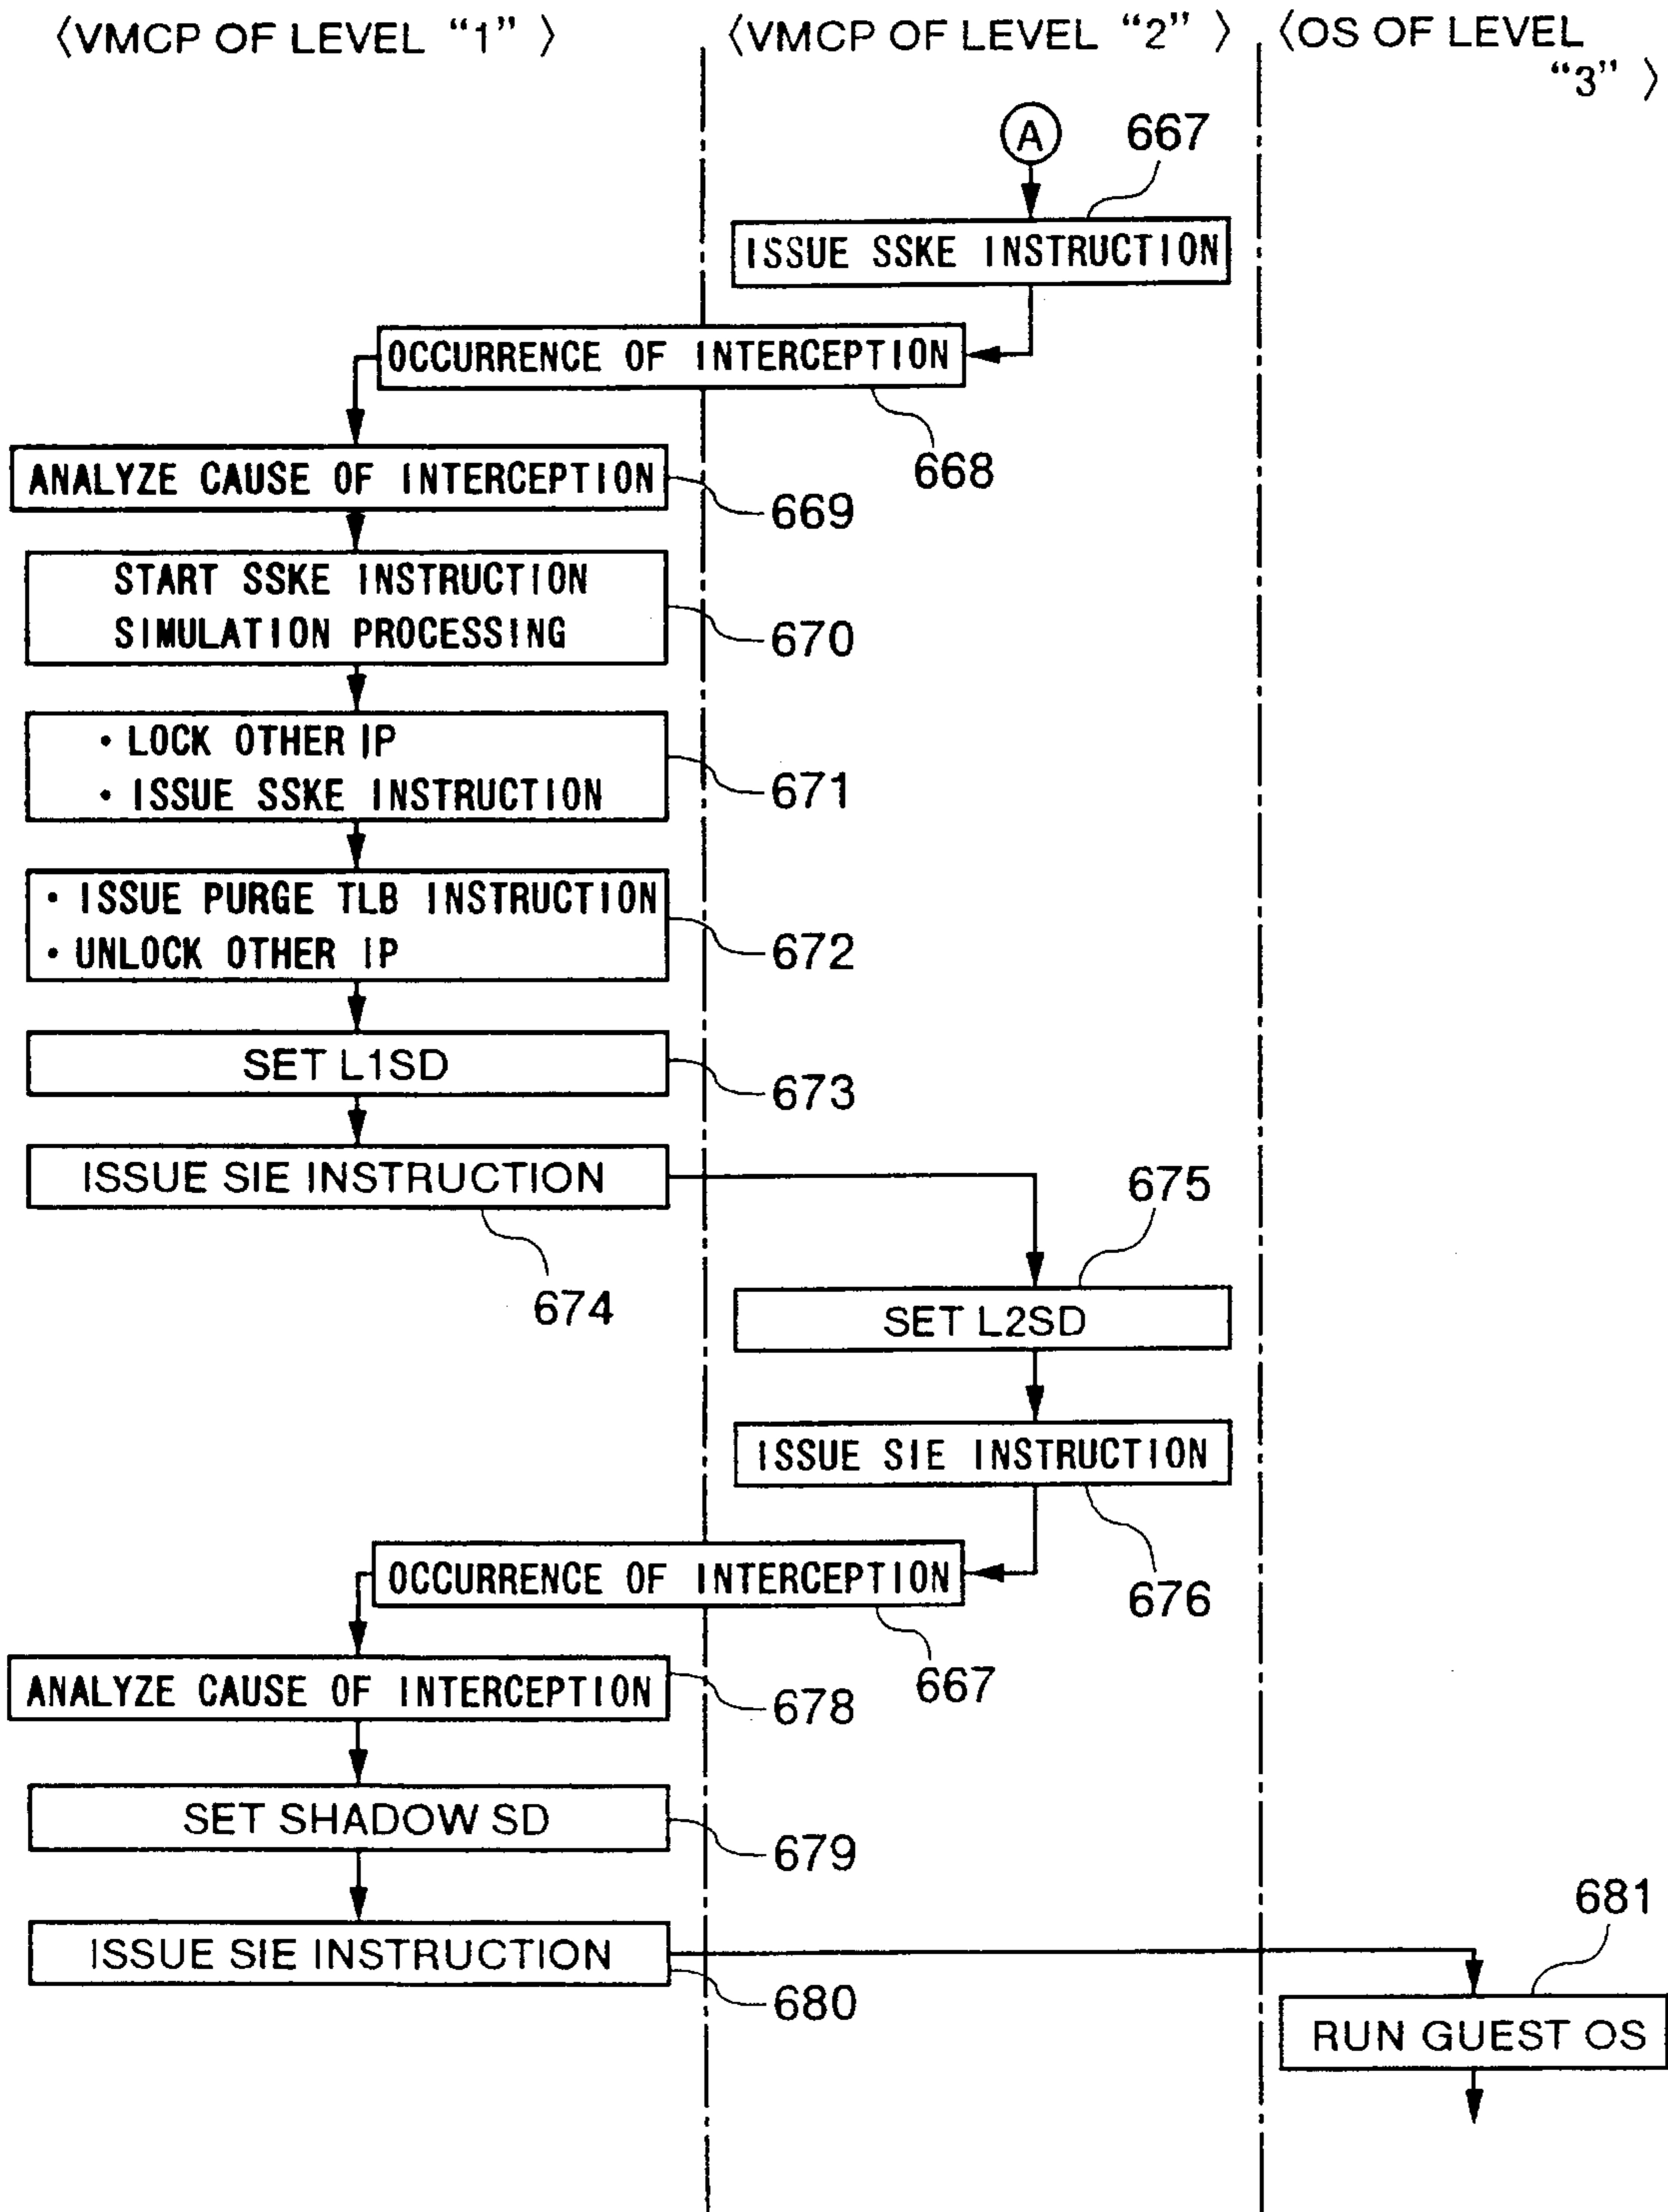 〈VMCP OF LEVEL “1”〉
〈VMCP OF LEVEL “2”〉
〈OS OF LEVEL
“3”〉
A
667
ISSUE SSKE INSTRUCTION
OCCURRENCE OF INTERCEPTION
668
ANALYZE CAUSE OF INTERCEPTION
669
START SSKE INSTRUCTION
SIMULATION PROCESSING
670
• LOCK OTHER IP
• ISSUE SSKE INSTRUCTION
671
• ISSUE PURGE TLB INSTRUCTION
• UNLOCK OTHER IP
672
SET L1SD
673
ISSUE SIE INSTRUCTION
674
675
SET L2SD
ISSUE SIE INSTRUCTION
676
OCCURRENCE OF INTERCEPTION
667
ANALYZE CAUSE OF INTERCEPTION
678
SET SHADOW SD
679
ISSUE SIE INSTRUCTION
680
681
RUN GUEST OS